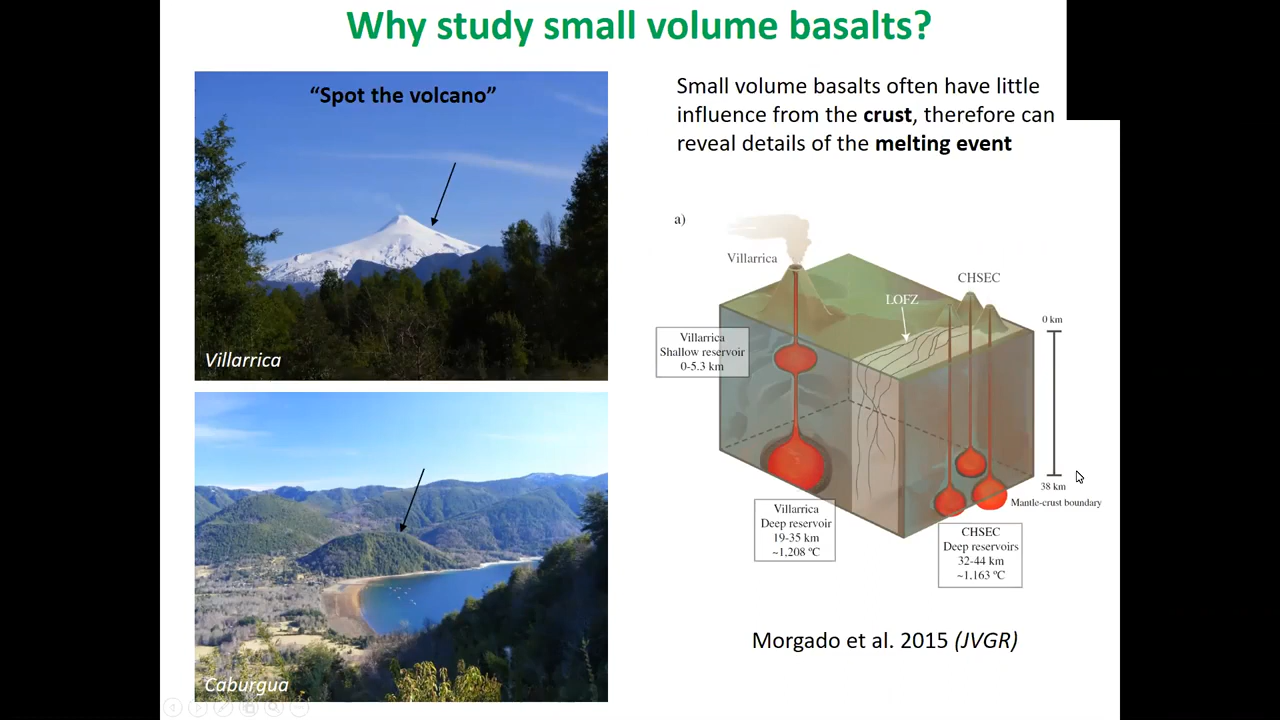 Why study small volume basalts?
“Spot the volcano”
Villarrica
Caburgua
Small volume basalts often have little
influence from the crust, therefore can
reveal details of the melting event
a)
Villarrica
CHSEC
LOFZ
0 km
Villarrica
Shallow reservoir
0-5.3 km
38 km
Mantle-crust boundary
Villarrica
Deep reservoir
19-35 km
~1,208 ºC
CHSEC
Deep reservoirs
32-44 km
~1,163 ºC
Morgado et al. 2015 (JVGR)